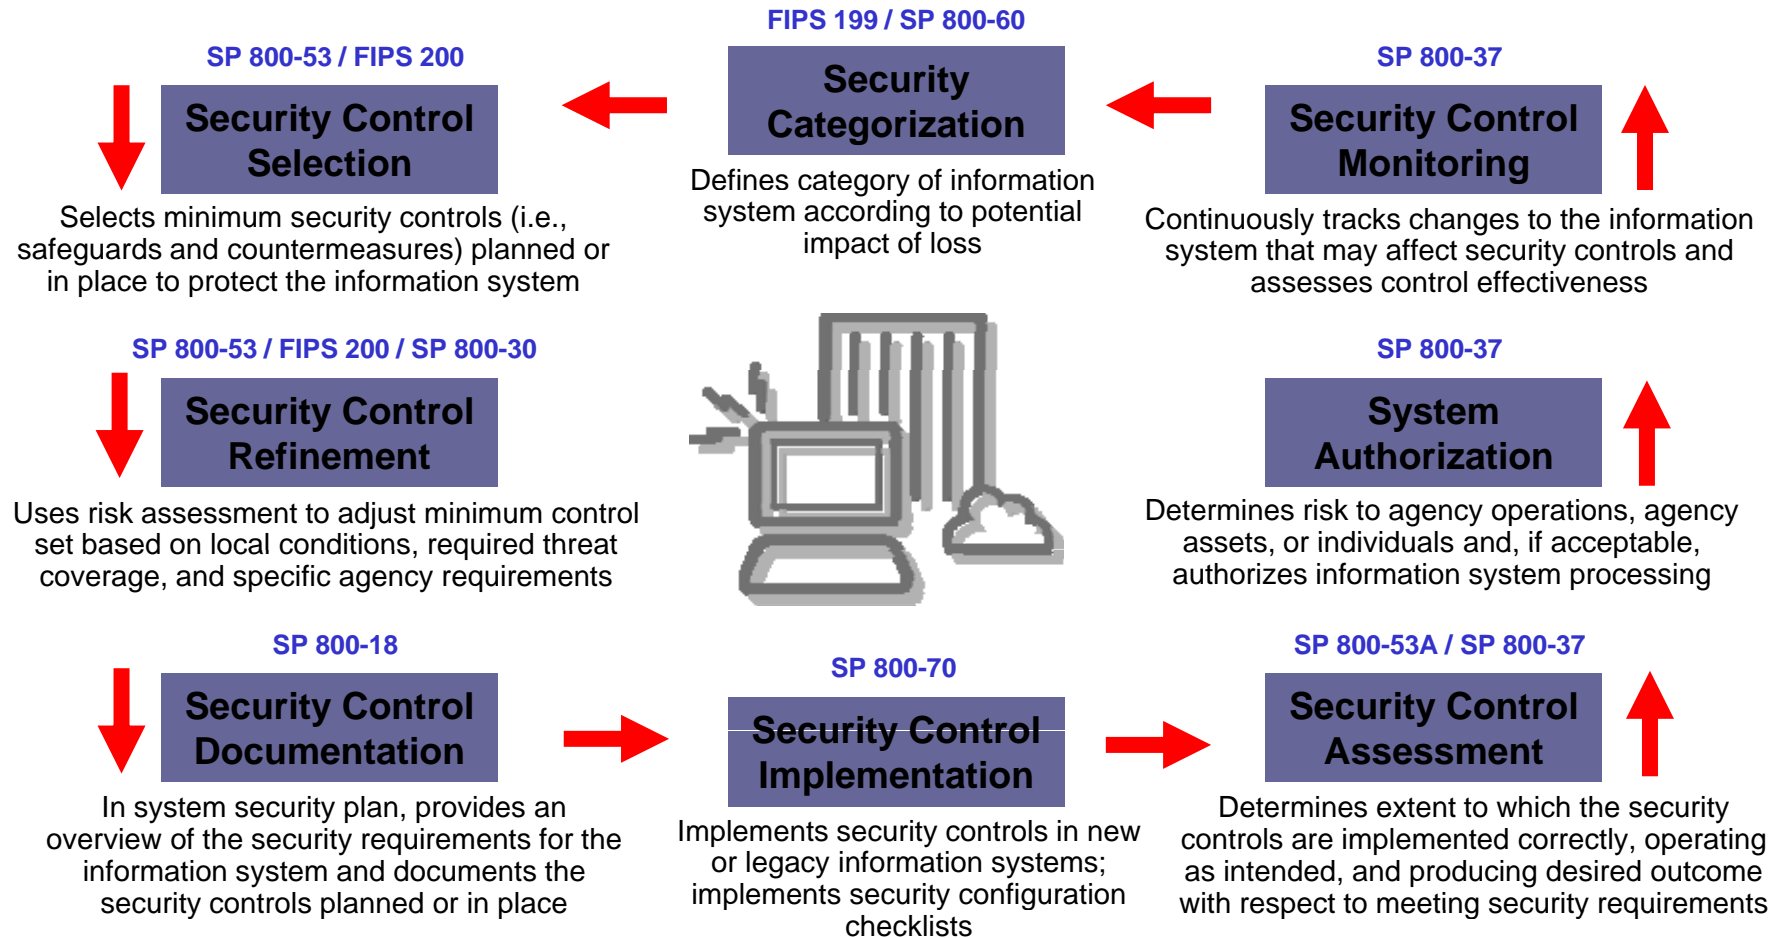 FIPS 199 / SP 800-60
Security
Categorization
Defines category of information
system according to potential
impact of loss
SP 800-53 / FIPS 200
Security Control
Selection
Selects minimum security controls (i.e.,
safeguards and countermeasures) planned or
in place to protect the information system
SP 800-37
Security Control
Monitoring
Continuously tracks changes to the information
system that may affect security controls and
assesses control effectiveness
SP 800-53 / FIPS 200 / SP 800-30
Security Control
Refinement
Uses risk assessment to adjust minimum control
set based on local conditions, required threat
coverage, and specific agency requirements
SP 800-37
System
Authorization
Determines risk to agency operations, agency
assets, or individuals and, if acceptable,
authorizes information system processing
SP 800-18
Security Control
Documentation
In system security plan, provides an
overview of the security requirements for the
information system and documents the
security controls planned or in place
SP 800-70
Security Control
Implementation
Implements security controls in new
or legacy information systems;
implements security configuration
checklists
SP 800-53A / SP 800-37
Security Control
Assessment
Determines extent to which the security
controls are implemented correctly, operating
as intended, and producing desired outcome
with respect to meeting security requirements